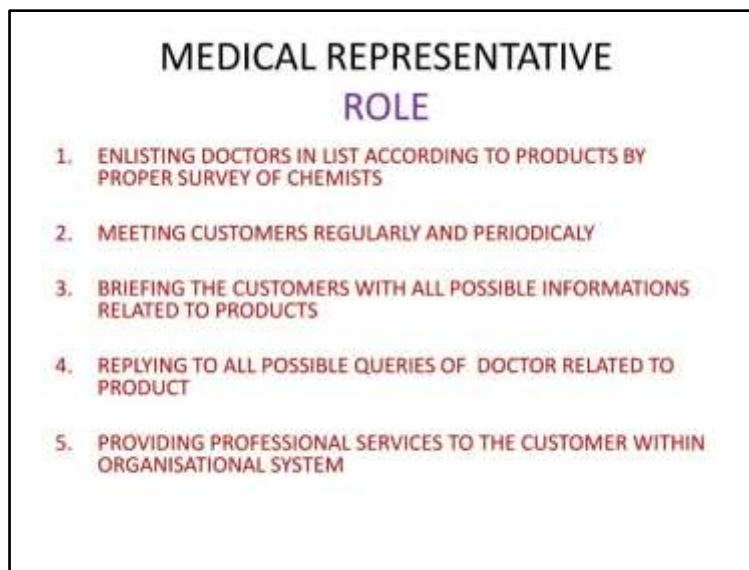 MEDICAL REPRESENTATIVE
ROLE
1. ENLISTING DOCTORS IN LIST ACCORDING TO PRODUCTS BY
PROPER SURVEY OF CHEMISTS
2. MEETING CUSTOMERS REGULARLY AND PERIODICALY
3. BRIEFING THE CUSTOMERS WITH ALL POSSIBLE INFORMATIONS
RELATED TO PRODUCTS
4. REPLYING TO ALL POSSIBLE QUERIES OF DOCTOR RELATED TO
PRODUCT
5. PROVIDING PROFESSIONAL SERVICES TO THE CUSTOMER WITHIN
ORGANISATIONAL SYSTEM